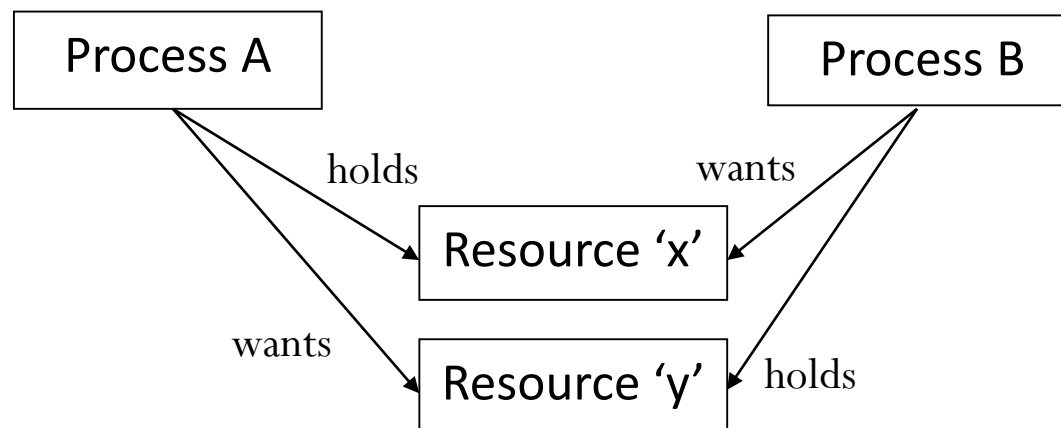 Process A
Process B
holds
wants
Resource ‘x’
wants
Resource ‘y’
holds